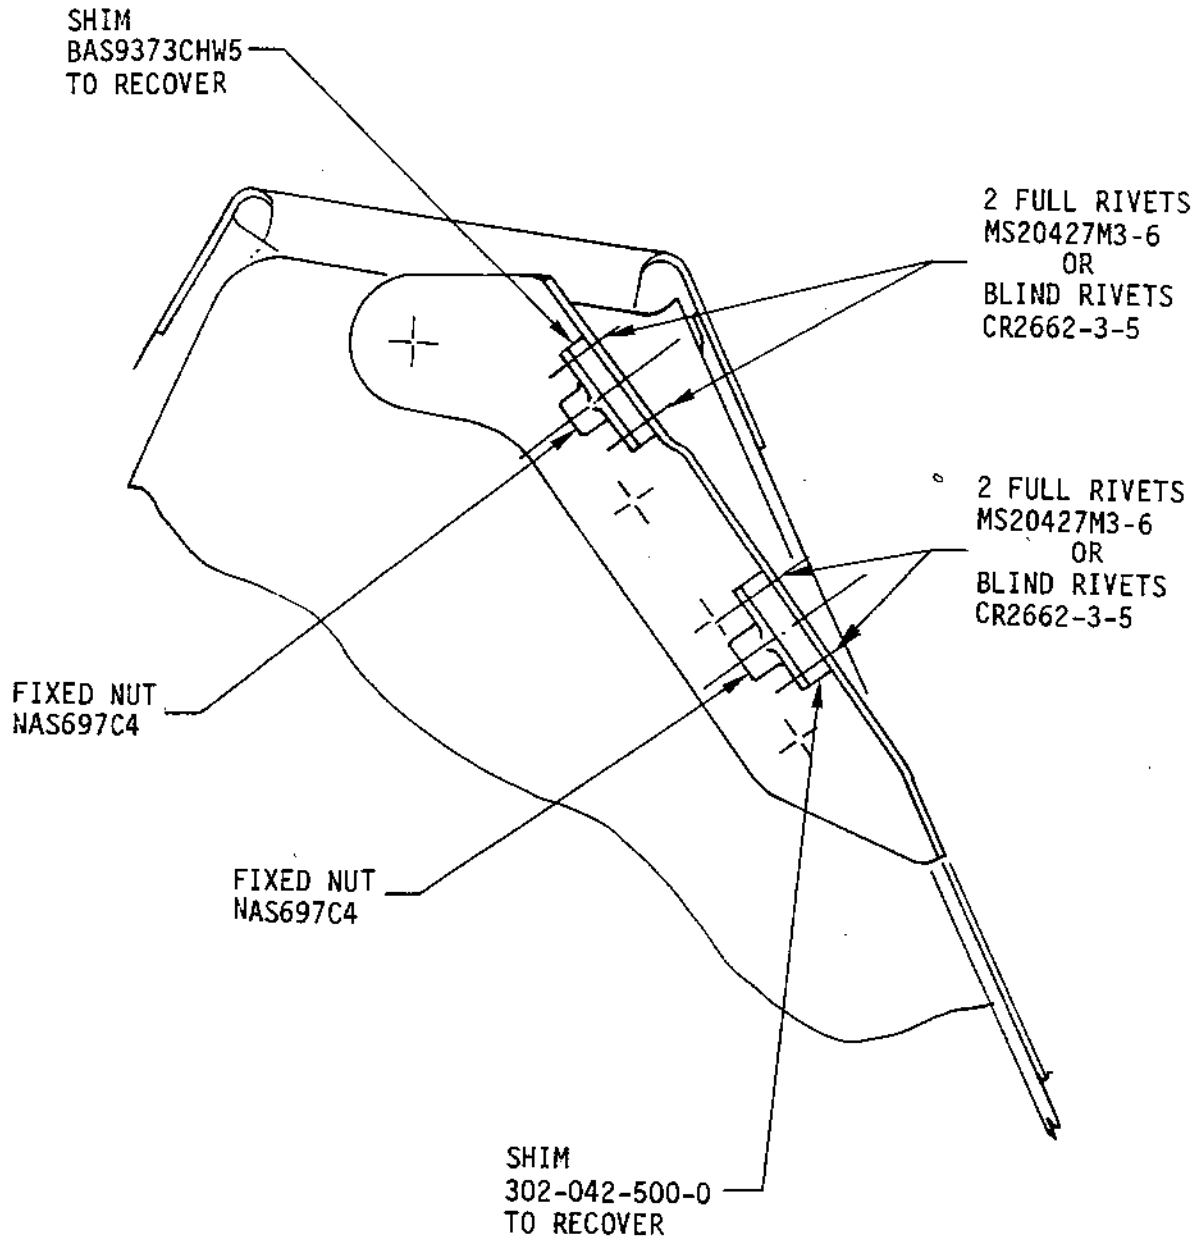 SHIM
BAS9373CHW5
TO RECOVER
2 FULL RIVETS
MS20427M3-6
OR
BLIND RIVETS
CR2662-3-5
2 FULL RIVETS
MS20427M3-6
OR
BLIND RIVETS
CR2662-3-5
FIXED NUT
NAS697C4
FIXED NUT
NAS697C4
SHIM
302-042-500-0
TO RECOVER